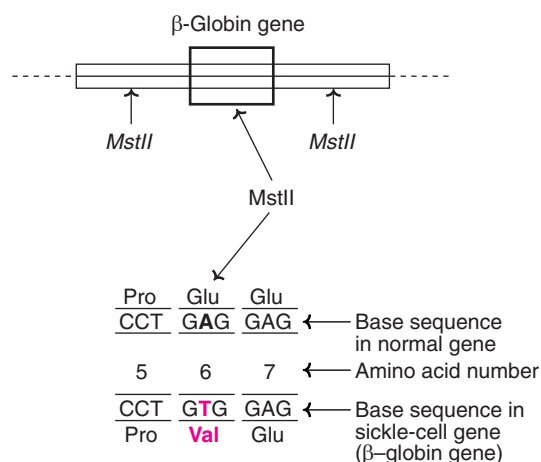 β-Globin gene
MstII MstII
MstII
Pro Glu Glu
CCT GAG GAG Base sequence
in normal gene
5 6 7 Amino acid number
CCT GTG GAG Base sequence in
Pro Val Glu sickle-cell gene
(β–globin gene)